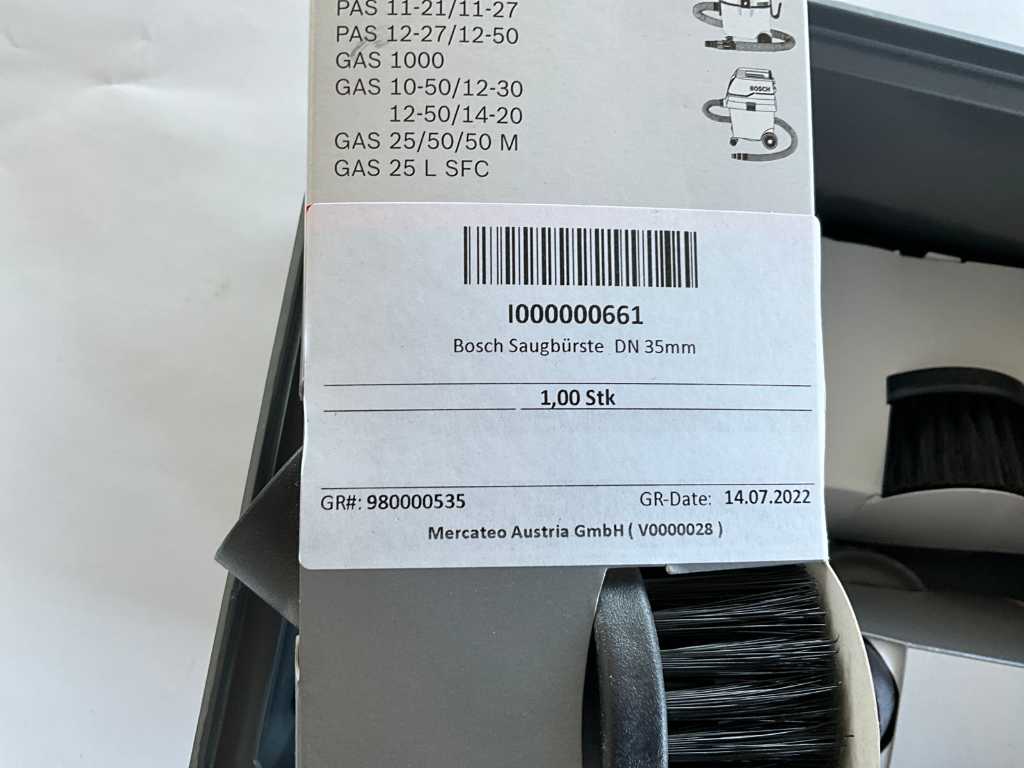 PAS 11-21/11-27
PAS 12-27/12-50
GAS 1000
GAS 10-50/12-30
12-50/14-20
GAS 25/50/50 M
GAS 25 L SFC
BOSCH
I000000661
Bosch Saugbürste DN 35mm
1,00 Stk
GR#: 980000535 GR-Date: 14.07.2022
Mercateo Austria GmbH ( V0000028 )